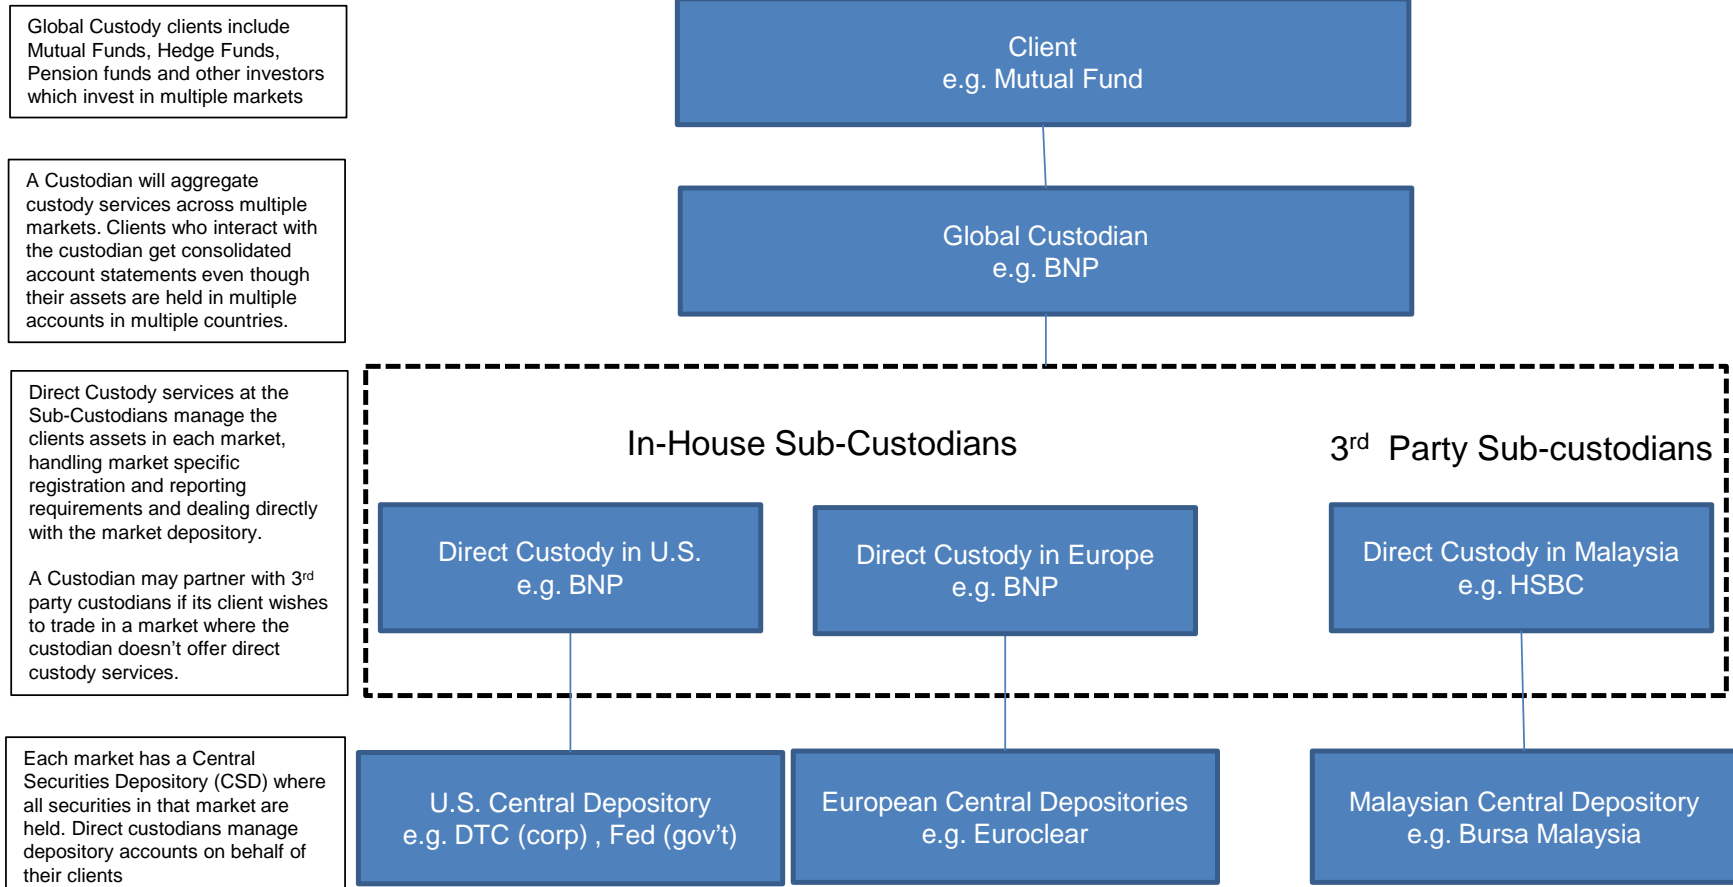 Global Custody clients include
Mutual Funds, Hedge Funds,
Pension funds and other investors
which invest in multiple markets
Client
e.g. Mutual Fund
A Custodian will aggregate
custody services across multiple
markets. Clients who interact with
the custodian get consolidated
account statements even though
their assets are held in multiple
accounts in multiple countries.
Global Custodian
e.g. BNP
Direct Custody services at the
Sub-Custodians manage the
clients assets in each market,
handling market specific
registration and reporting
requirements and dealing directly
with the market depository.
A Custodian may partner with 3rd
party custodians if its client wishes
to trade in a market where the
custodian doesn’t offer direct
custody services.
In-House Sub-Custodians
3rd Party Sub-custodians
Direct Custody in U.S.
e.g. BNP
Direct Custody in Europe
e.g. BNP
Direct Custody in Malaysia
e.g. HSBC
Each market has a Central
Securities Depository (CSD) where
all securities in that market are
held. Direct custodians manage
depository accounts on behalf of
their clients
U.S. Central Depository
e.g. DTC (corp) , Fed (gov’t)
European Central Depositories
e.g. Euroclear
Malaysian Central Depository
e.g. Bursa Malaysia